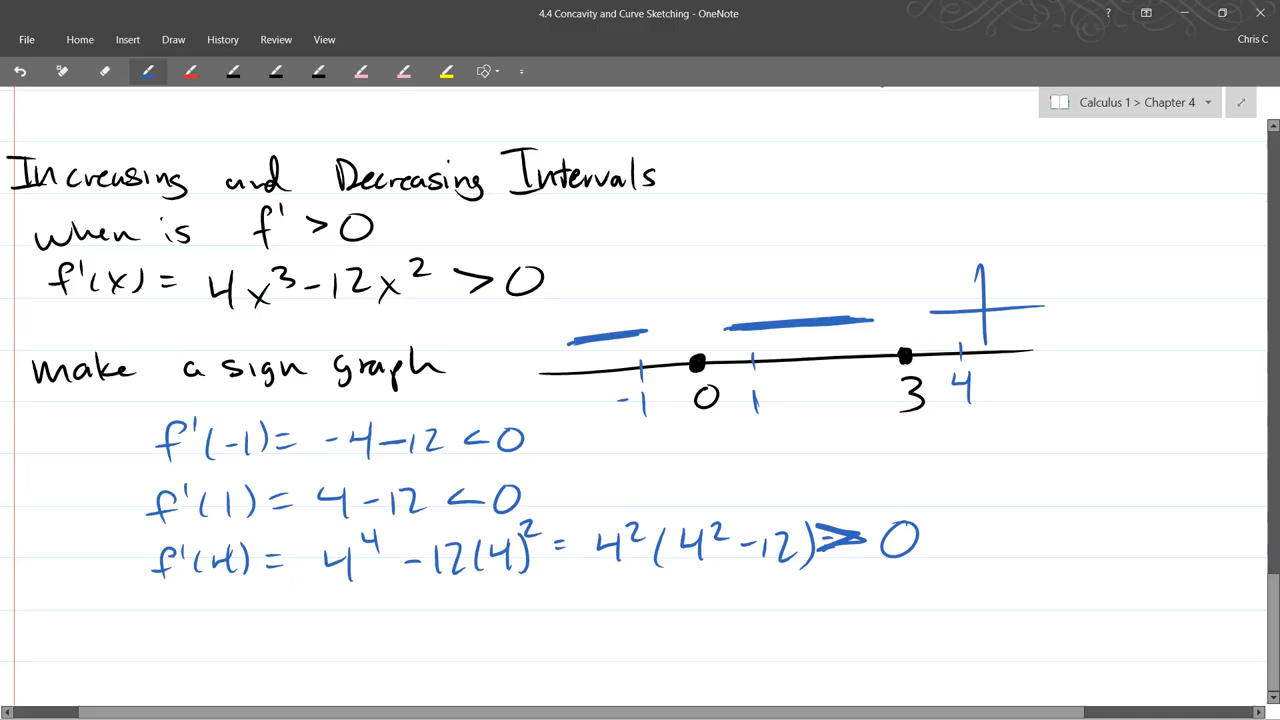 4.4 Concavity and Curve Sketching - OneNote
File Home Insert Draw History Review View
Chris C
Calculus 1 > Chapter 4
Increasing and Decreasing Intervals
when is f' > 0
f'(x) = 4x³ - 12x² > 0
make a sign graph
-1 0 1 3 4
f'(-1) = -4 - 12 < 0
f'(1) = 4 - 12 < 0
f'(4) = 4⁴ - 12(4)² = 4²(4² - 12) > 0